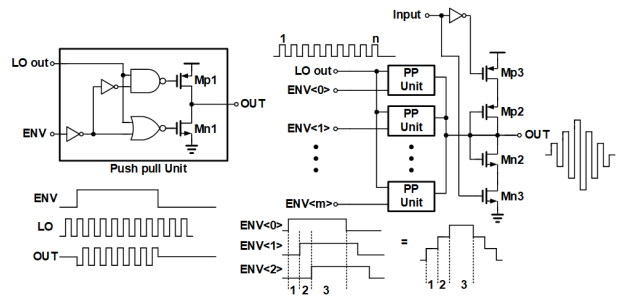 LO out
ENV
Mp1
Mn1
OUT
Push pull Unit
ENV
LO
OUT
1 n
Input
LO out
ENV<0>
PP
Unit
ENV<1>
PP
Unit
ENV<m>
PP
Unit
Mp3
Mp2
OUT
Mn2
Mn3
ENV<0>
ENV<1>
ENV<2>
1 2 3
=
1 2 3